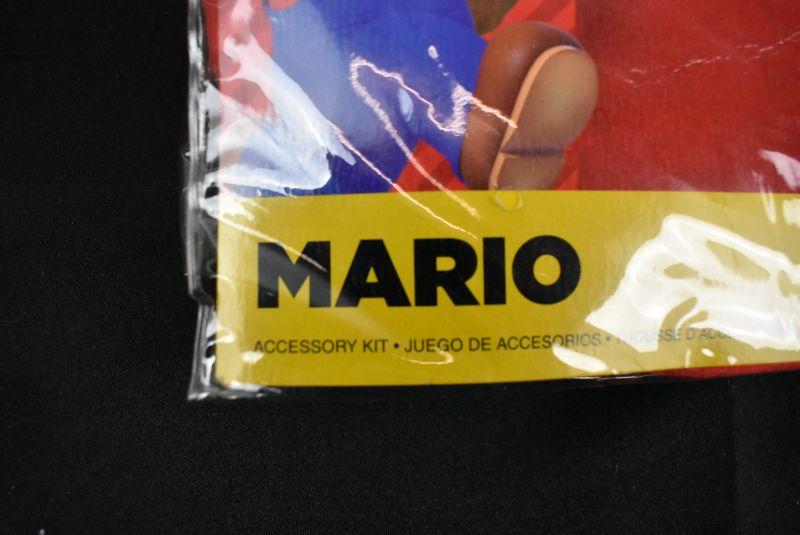 MARIO
ACCESSORY KIT • JUEGO DE ACCESORIOS •